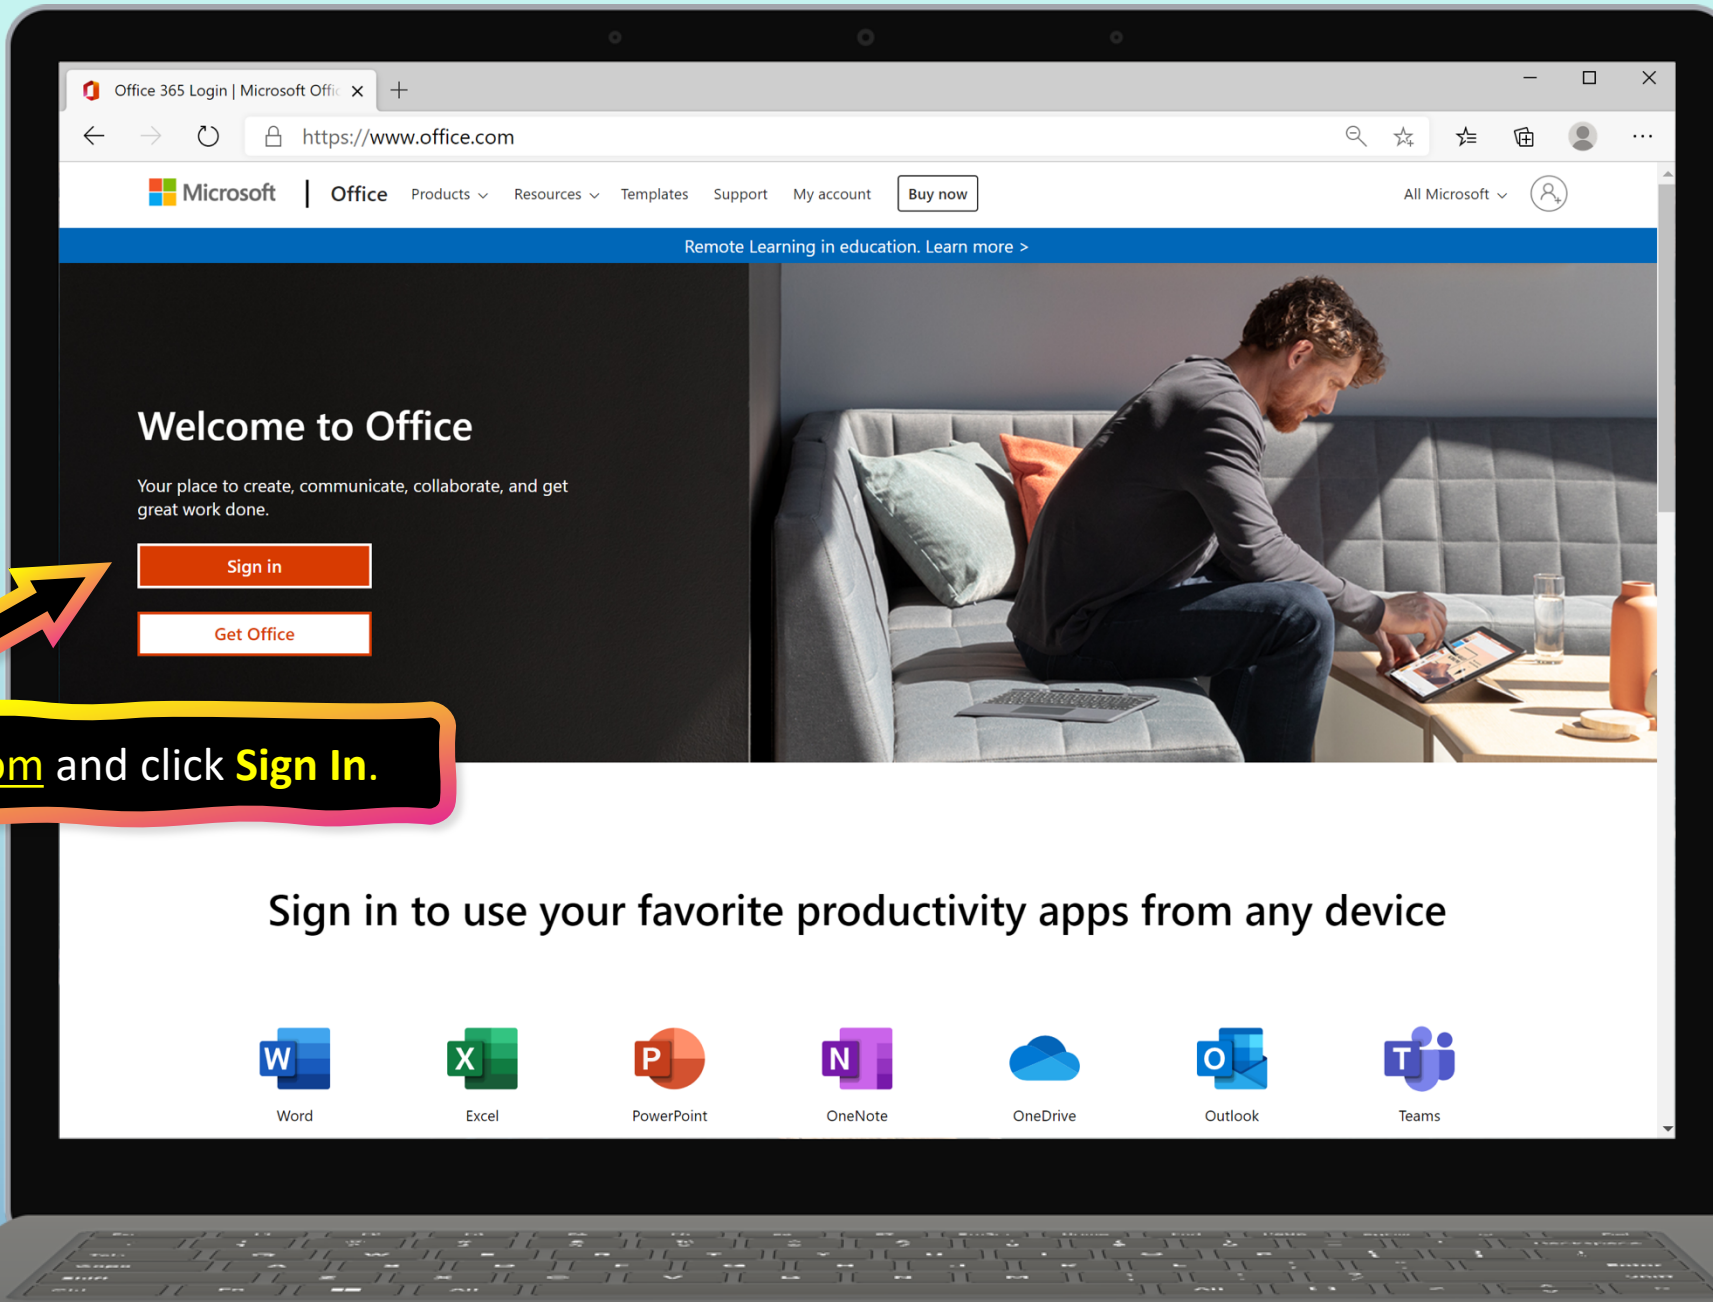 Office 365 Login | Microsoft Offic
https://www.office.com
Microsoft | Office Products Resources Templates Support My account Buy now All Microsoft
Remote Learning in education. Learn more >
Welcome to Office
Your place to create, communicate, collaborate, and get
great work done.
Sign in
Get Office
om and click Sign In.
Sign in to use your favorite productivity apps from any device
W X P N O T
Word Excel PowerPoint OneNote OneDrive Outlook Teams